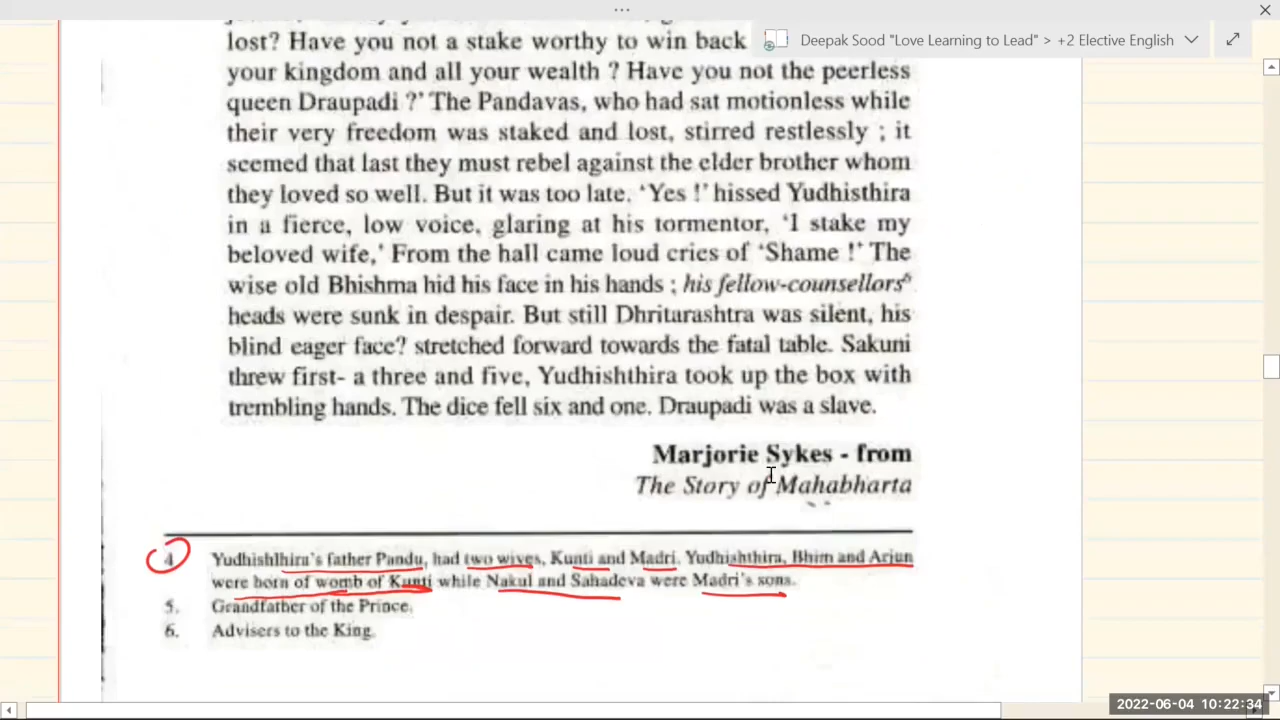 Deepak Sood "Love Learning to Lead" > +2 Elective English
lost? Have you not a stake worthy to win back
your kingdom and all your wealth ? Have you not the peerless
queen Draupadi ?' The Pandavas, who had sat motionless while
their very freedom was staked and lost, stirred restlessly ; it
seemed that last they must rebel against the elder brother whom
they loved so well. But it was too late. 'Yes !' hissed Yudhisthira
in a fierce, low voice, glaring at his tormentor, 'I stake my
beloved wife,' From the hall came loud cries of 'Shame !' The
wise old Bhishma hid his face in his hands ; his fellow-counsellors⁶
heads were sunk in despair. But still Dhritarashtra was silent, his
blind eager face? stretched forward towards the fatal table. Sakuni
threw first- a three and five, Yudhishthira took up the box with
trembling hands. The dice fell six and one. Draupadi was a slave.
Marjorie Sykes - from
The Story of Mahabharta
4 Yudhishlhira's father Pandu, had two wives, Kunti and Madri. Yudhishthira, Bhim and Arjun
were born of womb of Kunti while Nakul and Sahadeva were Madri's sons.
5. Grandfather of the Prince.
6. Advisers to the King.
2022-06-04 10:22:34